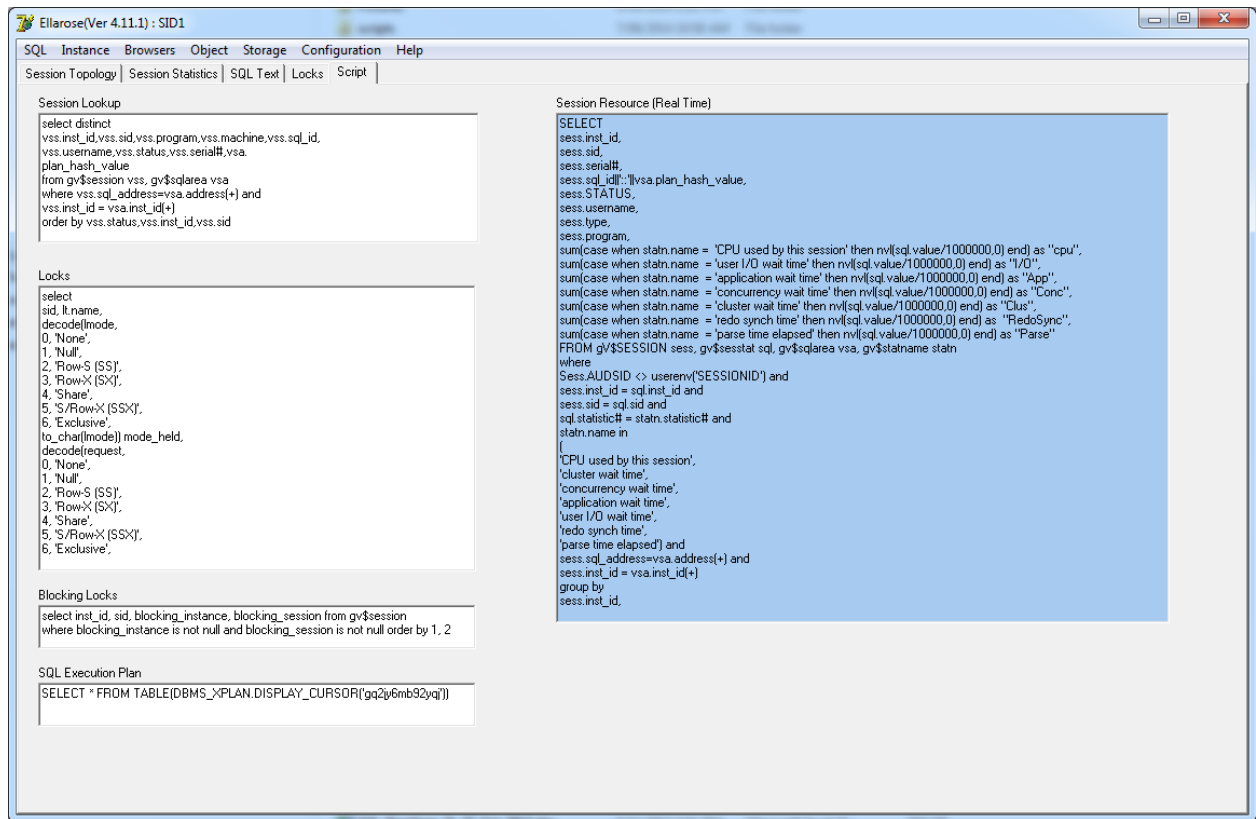 Ellarose(Ver 4.11.1) : SID1
SQL Instance Browsers Object Storage Configuration Help
Session Topology Session Statistics SQL Text Locks Script
Session Lookup
select distinct
vss.inst_id,vss.sid,vss.program,vss.machine,vss.sql_id,
vss.username,vss.status,vss.serial#,vsa.
plan_hash_value
from gv$session vss, gv$sqlarea vsa
where vss.sql_address=vsa.address(+) and
vss.inst_id = vsa.inst_id(+)
order by vss.status,vss.inst_id,vss.sid
Locks
select
sid, lt.name,
decode(lmode,
0, 'None',
1, 'Null',
2, 'Row-S (SS)',
3, 'Row-X (SX)',
4, 'Share',
5, 'S/Row-X (SSX)',
6, 'Exclusive',
to_char(lmode)) mode_held,
decode(request,
0, 'None',
1, 'Null',
2, 'Row-S (SS)',
3, 'Row-X (SX)',
4, 'Share',
5, 'S/Row-X (SSX)',
6, 'Exclusive',
Blocking Locks
select inst_id, sid, blocking_instance, blocking_session from gv$session
where blocking_instance is not null and blocking_session is not null order by 1, 2
SQL Execution Plan
SELECT * FROM TABLE(DBMS_XPLAN.DISPLAY_CURSOR('gq2jy6mb92yqj'))
Session Resource (Real Time)
SELECT
sess.inst_id,
sess.sid,
sess.serial#,
sess.sql_id||'::'||vsa.plan_hash_value,
sess.STATUS,
sess.username,
sess.type,
sess.program,
sum(case when statn.name = 'CPU used by this session' then nvl(sql.value/1000000,0) end) as "cpu",
sum(case when statn.name = 'user I/O wait time' then nvl(sql.value/1000000,0) end) as "I/O",
sum(case when statn.name = 'application wait time' then nvl(sql.value/1000000,0) end) as "App",
sum(case when statn.name = 'concurrency wait time' then nvl(sql.value/1000000,0) end) as "Conc",
sum(case when statn.name = 'cluster wait time' then nvl(sql.value/1000000,0) end) as "Clus",
sum(case when statn.name = 'redo synch time' then nvl(sql.value/1000000,0) end) as "RedoSync",
sum(case when statn.name = 'parse time elapsed' then nvl(sql.value/1000000,0) end) as "Parse"
FROM gV$SESSION sess, gv$sesstat sql, gv$sqlarea vsa, gv$statname statn
where
Sess.AUDSID <> userenv('SESSIONID') and
sess.inst_id = sql.inst_id and
sess.sid = sql.sid and
sql.statistic# = statn.statistic# and
statn.name in
(
'CPU used by this session',
'cluster wait time',
'concurrency wait time',
'application wait time',
'user I/O wait time',
'redo synch time',
'parse time elapsed') and
sess.sql_address=vsa.address(+) and
sess.inst_id = vsa.inst_id(+)
group by
sess.inst_id,